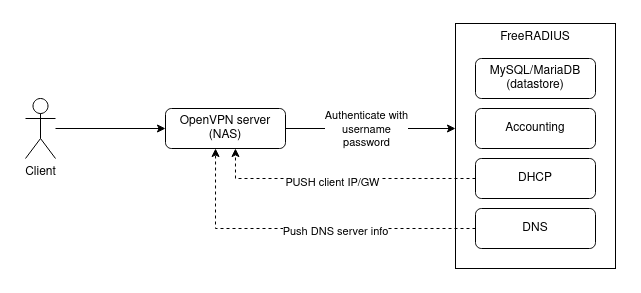 FreeRADIUS
MySQL/MariaDB
(datastore)
OpenVPN server
(NAS)
Authenticate with
username
password
Accounting
Client
DHCP
PUSH client IP/GW
DNS
Push DNS server info